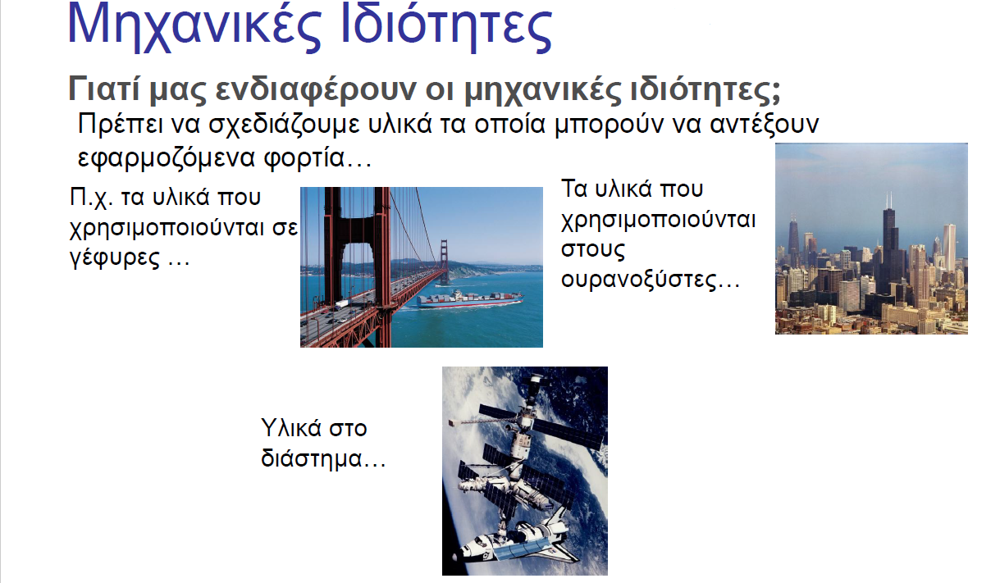 Μηχανικές Ιδιότητες
Γιατί μας ενδιαφέρουν οι μηχανικές ιδιότητες;
Πρέπει να σχεδιάζουμε υλικά τα οποία μπορούν να αντέξουν
εφαρμοζόμενα φορτία…
Π.χ. τα υλικά που
χρησιμοποιούνται σε
γέφυρες …
Τα υλικά που
χρησιμοποιούνται
στους
ουρανοξύστες…
Υλικά στο
διάστημα…